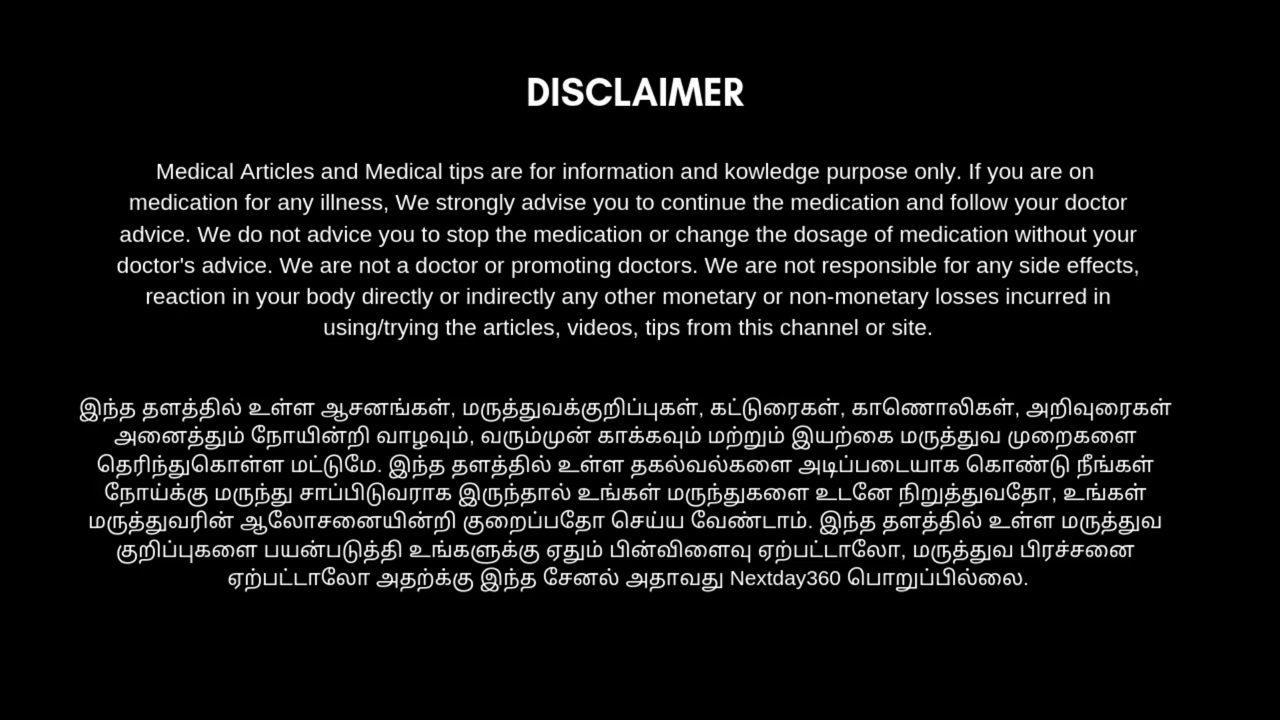 DISCLAIMER
Medical Articles and Medical tips are for information and kowledge purpose only. If you are on
medication for any illness, We strongly advise you to continue the medication and follow your doctor
advice. We do not advice you to stop the medication or change the dosage of medication without your
doctor's advice. We are not a doctor or promoting doctors. We are not responsible for any side effects,
reaction in your body directly or indirectly any other monetary or non-monetary losses incurred in
using/trying the articles, videos, tips from this channel or site.
இந்த தளத்தில் உள்ள ஆசனங்கள், மருத்துவக்குறிப்புகள், கட்டுரைகள், காணொலிகள், அறிவுரைகள்
அனைத்தும் நோயின்றி வாழவும், வரும்முன் காக்கவும் மற்றும் இயற்கை மருத்துவ முறைகளை
தெரிந்துகொள்ள மட்டுமே. இந்த தளத்தில் உள்ள தகல்வல்களை அடிப்படையாக கொண்டு நீங்கள்
நோய்க்கு மருந்து சாப்பிடுவராக இருந்தால் உங்கள் மருந்துகளை உடனே நிறுத்துவதோ, உங்கள்
மருத்துவரின் ஆலோசனையின்றி குறைப்பதோ செய்ய வேண்டாம். இந்த தளத்தில் உள்ள மருத்துவ
குறிப்புகளை பயன்படுத்தி உங்களுக்கு ஏதும் பின்விளைவு ஏற்பட்டாலோ, மருத்துவ பிரச்சனை
ஏற்பட்டாலோ அதற்க்கு இந்த சேனல் அதாவது Nextday360 பொறுப்பில்லை.